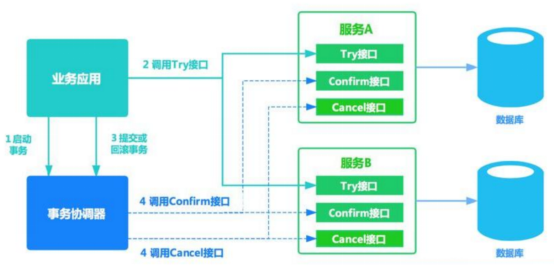 服务A
业务应用
2 调用Try接口
Try接口
Confirm接口
Cancel接口
数据库
1启动
事务
3 提交或
回滚事务
服务B
Try接口
事务协调器
4 调用Confirm接口
Confirm接口
4 调用Cancel接口
Cancel接口
数据库